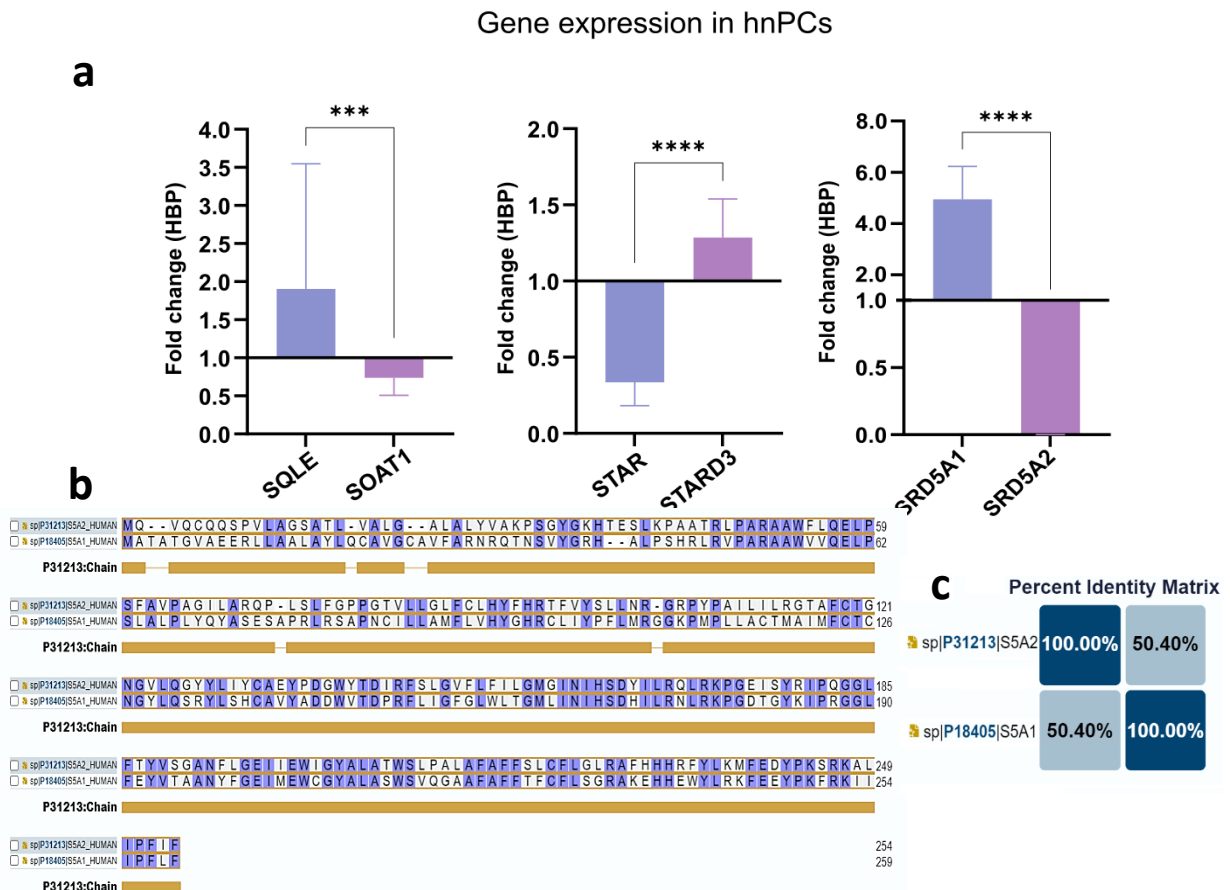 Gene expression in hnPCs
a
Fold change (HBP)
4.0
3.5
3.0
2.5
2.0
1.5
1.0
0.5
0.0
***
SQLE
SOAT1
Fold change (HBP)
2.0
1.5
1.0
0.5
0.0
****
STAR
STARD3
Fold change (HBP)
8.0
6.0
4.0
2.0
1.0
0.5
0.0
****
SRD5A1
SRD5A2
b
sp|P31213|S5A2_HUMAN MQ--VQCQQSPVLAGSATL-VALG--ALALYVAKPSGYGKHTESLKPAATRLPARAAWFLQELP 59
sp|P18405|S5A1_HUMAN MATATGVAEERLLAALAYLQCAVGCAVFARNRQTNSVYGRH--ALPSHRLRVPARAAWVVQELP 62
P31213:Chain
sp|P31213|S5A2_HUMAN SFAVPAGILARQP-LSLFGPPGTVLLGLFCLHYFHRTFVYSLLNR-GRPYPAILILRGTAFCTG 121
sp|P18405|S5A1_HUMAN SLALPLYQYASESAPRLRSAPNCILLAMFLVHYGHRCLIYPFLMRGGKPMPLLACTMAIMFCTC 126
P31213:Chain
sp|P31213|S5A2_HUMAN NGVLQGYYLIYCAEYPDGWYTDIRFSLGVFLFILGMGINIHSDYILRQLRKPGEISYRIPQGGL 185
sp|P18405|S5A1_HUMAN NGYLQSRYLSHCAVYADDWVTDPRFLIGFGLWLTGMLINIHSDHILRNLRKPGDTGYKIPRGGL 190
P31213:Chain
sp|P31213|S5A2_HUMAN FTYVSGANFLGEIIEWIGYALATWSLPALAFAFFSLCFLGLRAFHHHRFYLKMFEDYPKSRKAL 249
sp|P18405|S5A1_HUMAN FEYVTAANYFGEIMEWCGYALASWSVQGAAFAFFTFCFLSGRAKEHHEWYLRKFEEYPKFRKII 254
P31213:Chain
sp|P31213|S5A2_HUMAN IPFIF 254
sp|P18405|S5A1_HUMAN IPFLF 259
P31213:Chain
c
Percent Identity Matrix
sp|P31213|S5A2 100.00% 50.40%
sp|P18405|S5A1 50.40% 100.00%